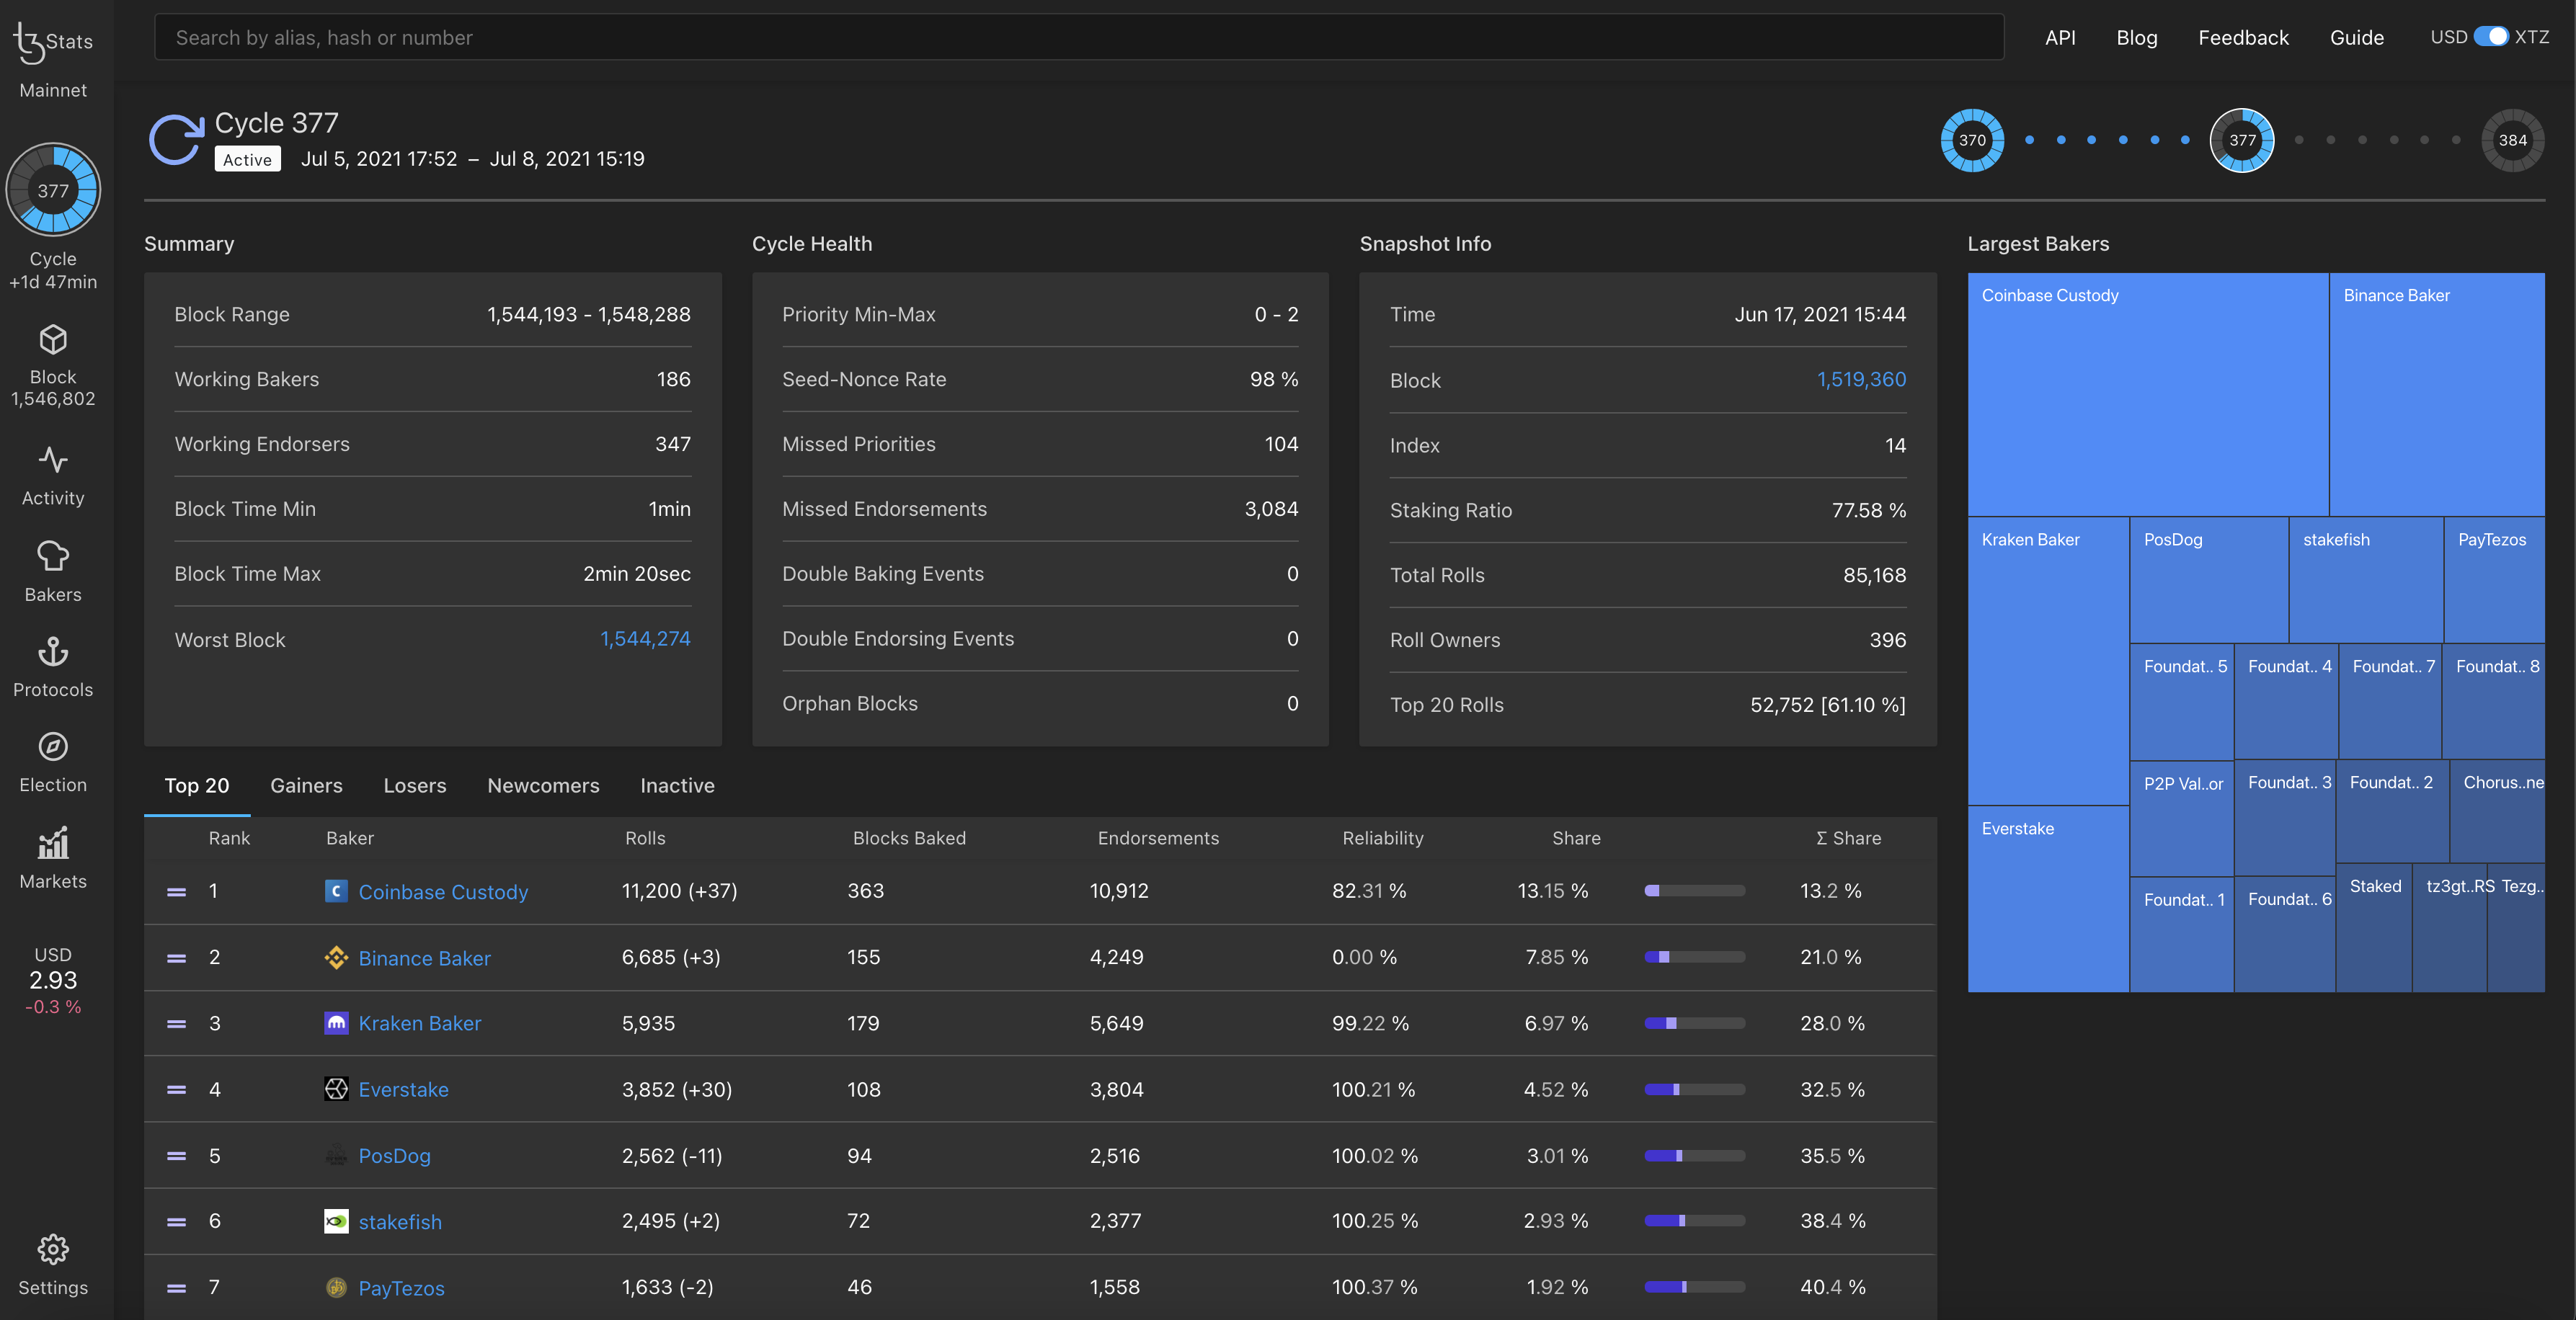 Stats
Mainnet
377
Cycle
+1d 47min
Block
1,546,802
Activity
Bakers
Protocols
Election
Markets
USD
2.93
-0.3 %
Settings
Search by alias, hash or number
API Blog Feedback Guide USD XTZ
Cycle 377
Active Jul 5, 2021 17:52 – Jul 8, 2021 15:19
370 377 384
Summary
Block Range 1,544,193 - 1,548,288
Working Bakers 186
Working Endorsers 347
Block Time Min 1min
Block Time Max 2min 20sec
Worst Block 1,544,274
Cycle Health
Priority Min-Max 0 - 2
Seed-Nonce Rate 98 %
Missed Priorities 104
Missed Endorsements 3,084
Double Baking Events 0
Double Endorsing Events 0
Orphan Blocks 0
Snapshot Info
Time Jun 17, 2021 15:44
Block 1,519,360
Index 14
Staking Ratio 77.58 %
Total Rolls 85,168
Roll Owners 396
Top 20 Rolls 52,752 [61.10 %]
Largest Bakers
Coinbase Custody Binance Baker
Kraken Baker PosDog stakefish PayTezos
Foundat.. 5 Foundat.. 4 Foundat.. 7 Foundat.. 8
P2P Val..or Foundat.. 3 Foundat.. 2 Chorus..ne
Everstake
Foundat.. 1 Foundat.. 6 Staked tz3gt..RS Tezg..
Top 20 Gainers Losers Newcomers Inactive
Rank Baker Rolls Blocks Baked Endorsements Reliability Share Σ Share
1 C Coinbase Custody 11,200 (+37) 363 10,912 82.31 % 13.15 % 13.2 %
2 Binance Baker 6,685 (+3) 155 4,249 0.00 % 7.85 % 21.0 %
3 Kraken Baker 5,935 179 5,649 99.22 % 6.97 % 28.0 %
4 Everstake 3,852 (+30) 108 3,804 100.21 % 4.52 % 32.5 %
5 PosDog 2,562 (-11) 94 2,516 100.02 % 3.01 % 35.5 %
6 stakefish 2,495 (+2) 72 2,377 100.25 % 2.93 % 38.4 %
7 PayTezos 1,633 (-2) 46 1,558 100.37 % 1.92 % 40.4 %